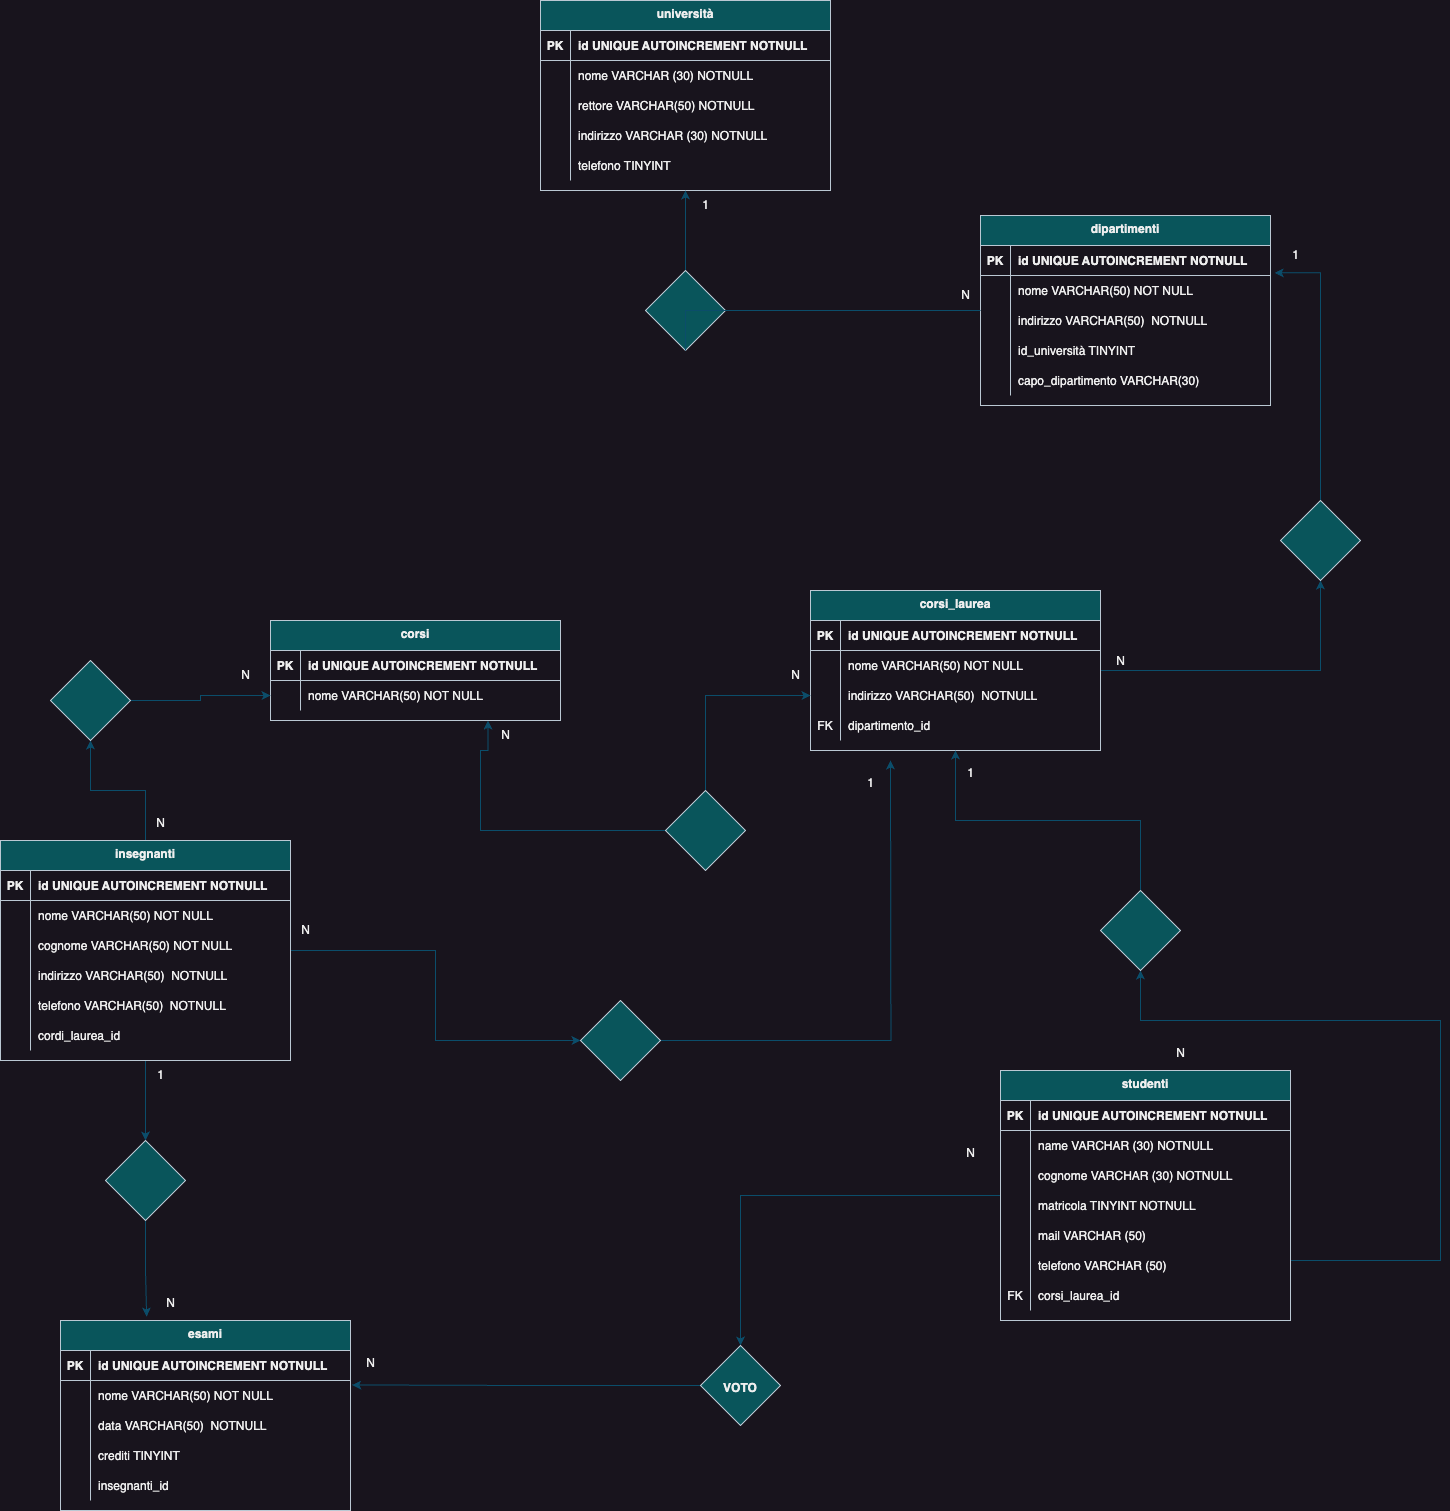 università
PK id UNIQUE AUTOINCREMENT NOTNULL
nome VARCHAR (30) NOTNULL
rettore VARCHAR(50) NOTNULL
indirizzo VARCHAR (30) NOTNULL
telefono TINYINT
1
dipartimenti
PK id UNIQUE AUTOINCREMENT NOTNULL
nome VARCHAR(50) NOT NULL
indirizzo VARCHAR(50) NOTNULL
id_università TINYINT
capo_dipartimento VARCHAR(30)
1
N
corsi_laurea
PK id UNIQUE AUTOINCREMENT NOTNULL
nome VARCHAR(50) NOT NULL
indirizzo VARCHAR(50) NOTNULL
FK dipartimento_id
N
N
1
1
corsi
PK id UNIQUE AUTOINCREMENT NOTNULL
nome VARCHAR(50) NOT NULL
N
N
N
insegnanti
PK id UNIQUE AUTOINCREMENT NOTNULL
nome VARCHAR(50) NOT NULL
cognome VARCHAR(50) NOT NULL
indirizzo VARCHAR(50) NOTNULL
telefono VARCHAR(50) NOTNULL
cordi_laurea_id
N
1
N
studenti
PK id UNIQUE AUTOINCREMENT NOTNULL
name VARCHAR (30) NOTNULL
cognome VARCHAR (30) NOTNULL
matricola TINYINT NOTNULL
mail VARCHAR (50)
telefono VARCHAR (50)
FK corsi_laurea_id
N
N
esami
PK id UNIQUE AUTOINCREMENT NOTNULL
nome VARCHAR(50) NOT NULL
data VARCHAR(50) NOTNULL
crediti TINYINT
insegnanti_id
N
VOTO